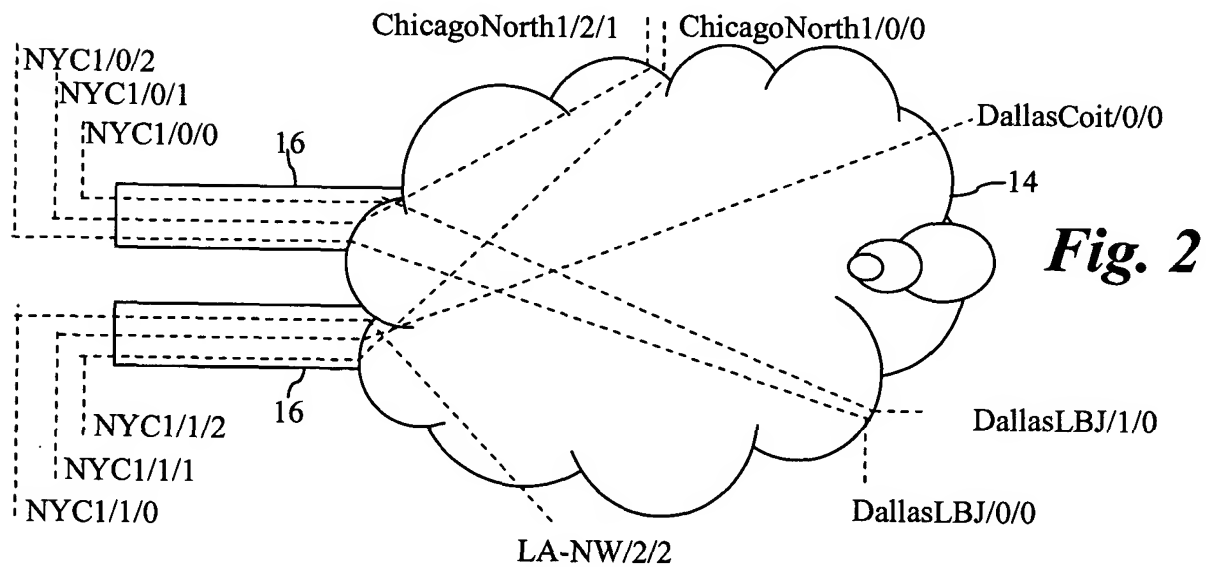 ChicagoNorth1/2/1
ChicagoNorth1/0/0
NYC1/0/2
NYC1/0/1
NYC1/0/0
16
DallasCoit/0/0
14
Fig. 2
16
NYC1/1/2
NYC1/1/1
NYC1/1/0
DallasLBJ/1/0
DallasLBJ/0/0
LA-NW/2/2